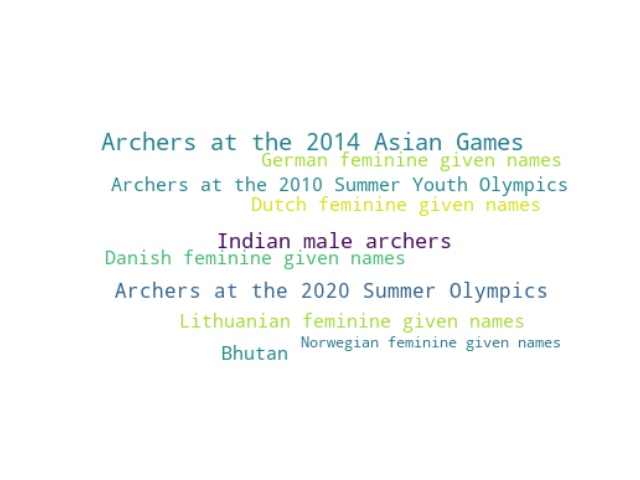 Archers at the 2014 Asian Games
German feminine given names
Archers at the 2010 Summer Youth Olympics
Dutch feminine given names
Indian male archers
Danish feminine given names
Archers at the 2020 Summer Olympics
Lithuanian feminine given names
Norwegian feminine given names
Bhutan